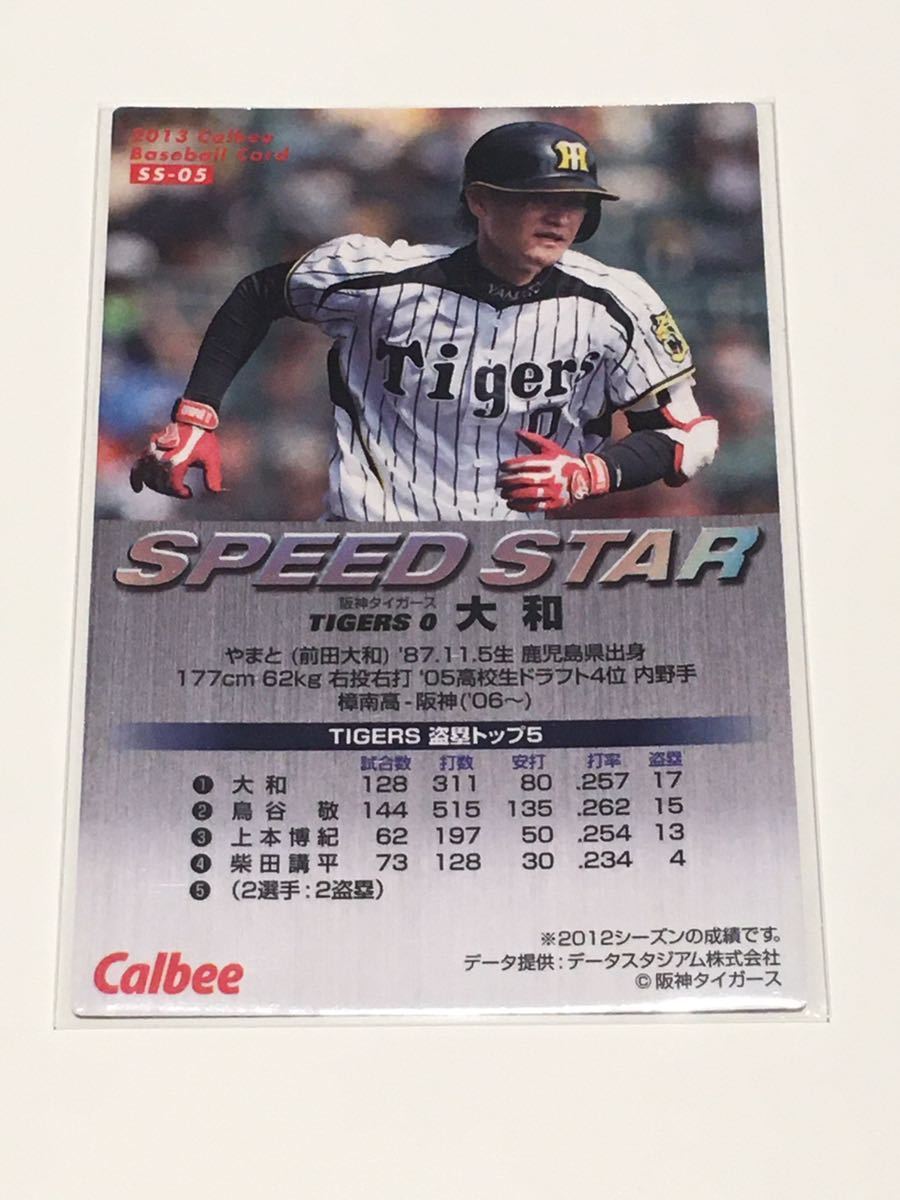 2013 Calbee
Baseball Card
SS-05
Tigers
0
SPEED STAR
阪神タイガース
TIGERS 0 大和
やまと (前田大和) '87.11.5生 鹿児島県出身
177cm 62kg 右投右打 '05高校生ドラフト4位 内野手
樟南高-阪神('06〜)
TIGERS 盗塁トップ5
試合数 打数 安打 打率 盗塁
❶ 大和 128 311 80 .257 17
❷ 鳥谷 敬 144 515 135 .262 15
❸ 上本博紀 62 197 50 .254 13
❹ 柴田講平 73 128 30 .234 4
❺ (2選手:2盗塁)
※2012シーズンの成績です。
データ提供:データスタジアム株式会社
©阪神タイガース
Calbee